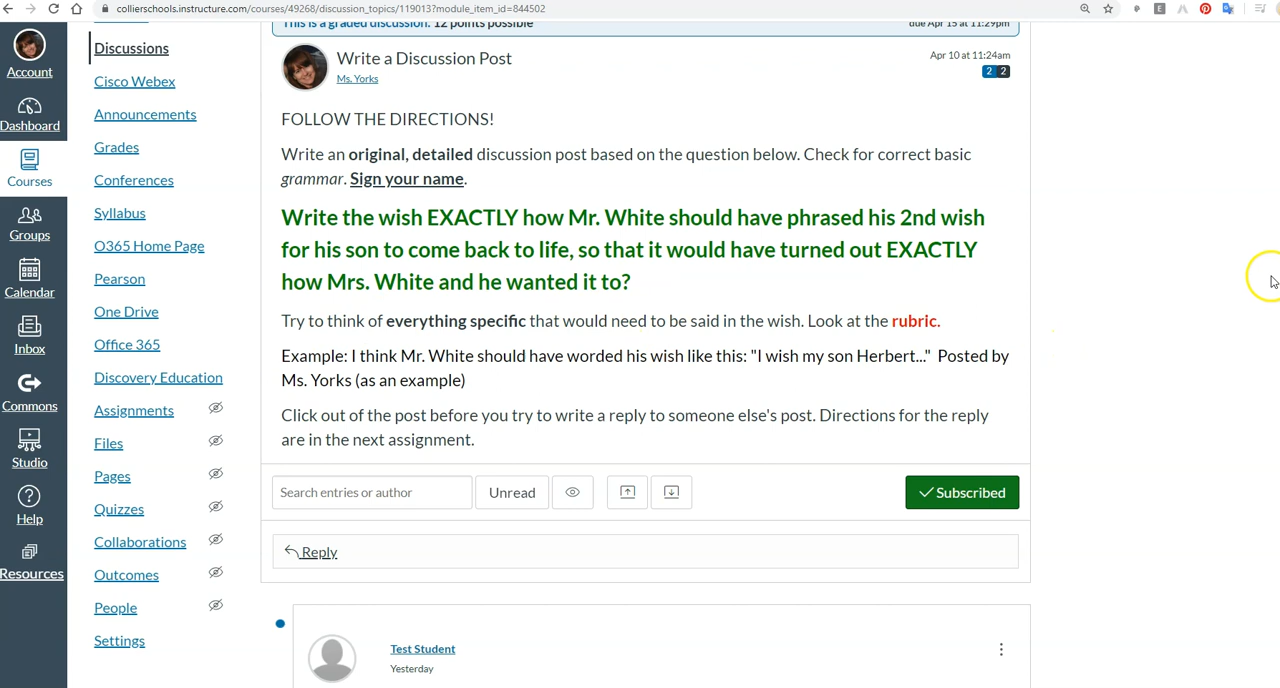 collierschools.instructure.com/courses/49268/discussion_topics/119013?module_item_id=844502
This is a graded discussion: 12 points possible
due Apr 15 at 11:29pm
Account
Dashboard
Courses
Groups
Calendar
Inbox
Commons
Studio
Help
Resources
Discussions
Cisco Webex
Announcements
Grades
Conferences
Syllabus
O365 Home Page
Pearson
One Drive
Office 365
Discovery Education
Assignments
Files
Pages
Quizzes
Collaborations
Outcomes
People
Settings
Write a Discussion Post
Apr 10 at 11:24am
Ms. Yorks
2 2
FOLLOW THE DIRECTIONS!
Write an original, detailed discussion post based on the question below. Check for correct basic
grammar. Sign your name.
Write the wish EXACTLY how Mr. White should have phrased his 2nd wish
for his son to come back to life, so that it would have turned out EXACTLY
how Mrs. White and he wanted it to?
Try to think of everything specific that would need to be said in the wish. Look at the rubric.
Example: I think Mr. White should have worded his wish like this: "I wish my son Herbert..." Posted by
Ms. Yorks (as an example)
Click out of the post before you try to write a reply to someone else's post. Directions for the reply
are in the next assignment.
Search entries or author
Unread
Subscribed
Reply
Test Student
Yesterday